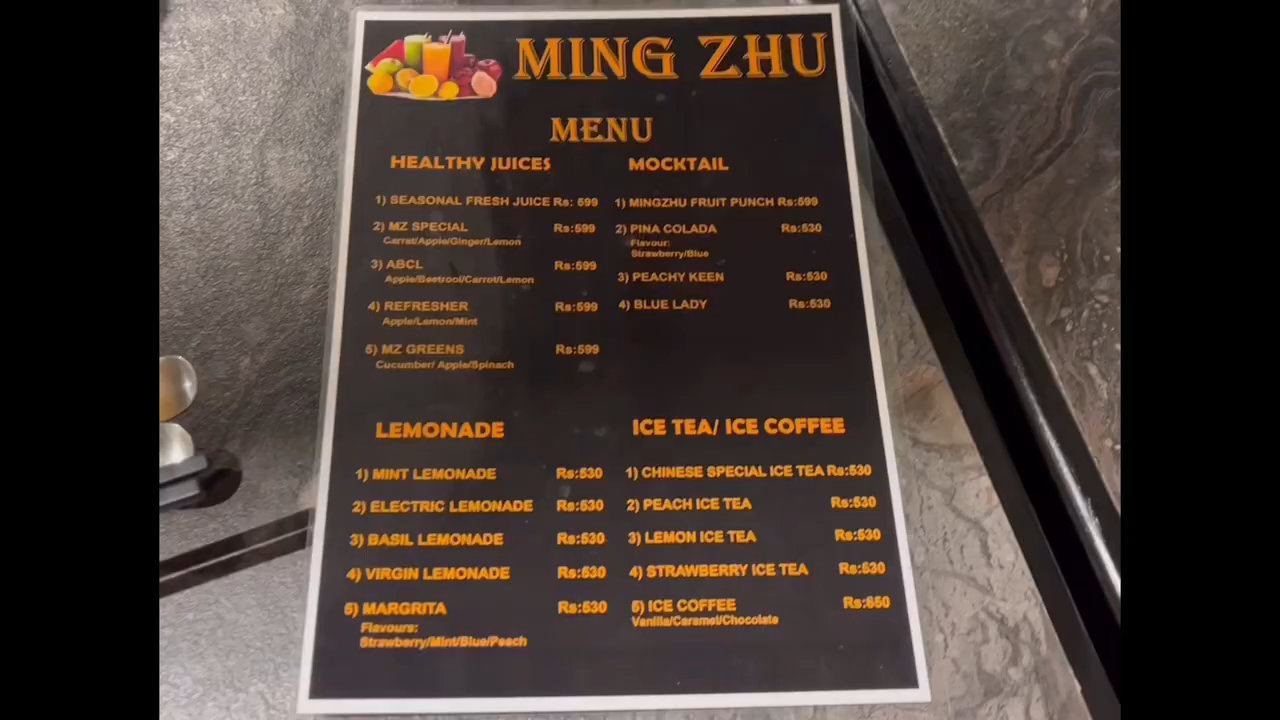 MING ZHU
MENU
HEALTHY JUICES
1) SEASONAL FRESH JUICE Rs: 599
2) MZ SPECIAL Rs:599
Carrat/Apple/Ginger/Lemon
3) ABCL Rs:599
Apple/Beetroot/Carrot/Lemon
4) REFRESHER Rs:599
Apple/Lemon/Mint
5) MZ GREENS Rs:599
Cucumber/ Apple/Spinach
MOCKTAIL
1) MINGZHU FRUIT PUNCH Rs:599
2) PINA COLADA Rs:530
Flavour:
Strawberry/Blue
3) PEACHY KEEN Rs:530
4) BLUE LADY Rs:530
LEMONADE
1) MINT LEMONADE Rs:530
2) ELECTRIC LEMONADE Rs:530
3) BASIL LEMONADE Rs:530
4) VIRGIN LEMONADE Rs:530
5) MARGRITA Rs:530
Flavours:
Strawberry/Mint/Blue/Peach
ICE TEA/ ICE COFFEE
1) CHINESE SPECIAL ICE TEA Rs:530
2) PEACH ICE TEA Rs:530
3) LEMON ICE TEA Rs:530
4) STRAWBERRY ICE TEA Rs:530
5) ICE COFFEE Rs:650
Vanilla/Caramel/Chocolate